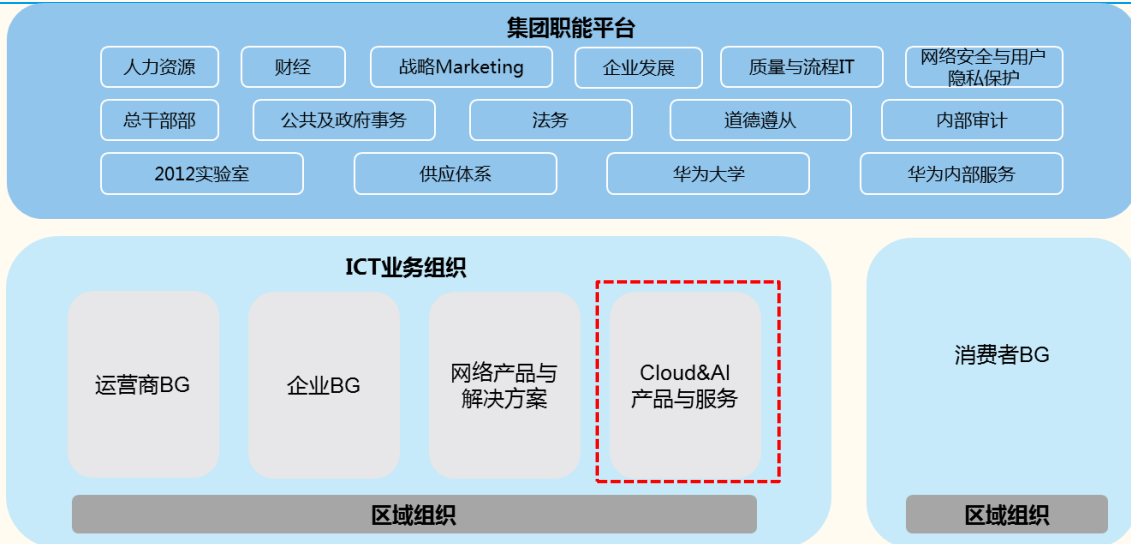 集团职能平台
人力资源
财经
战略Marketing
企业发展
质量与流程IT
网络安全与用户
隐私保护
总干部部
公共及政府事务
法务
道德遵从
内部审计
2012实验室
供应体系
华为大学
华为内部服务
ICT业务组织
运营商BG
企业BG
网络产品与
解决方案
Cloud&AI
产品与服务
区域组织
消费者BG
区域组织